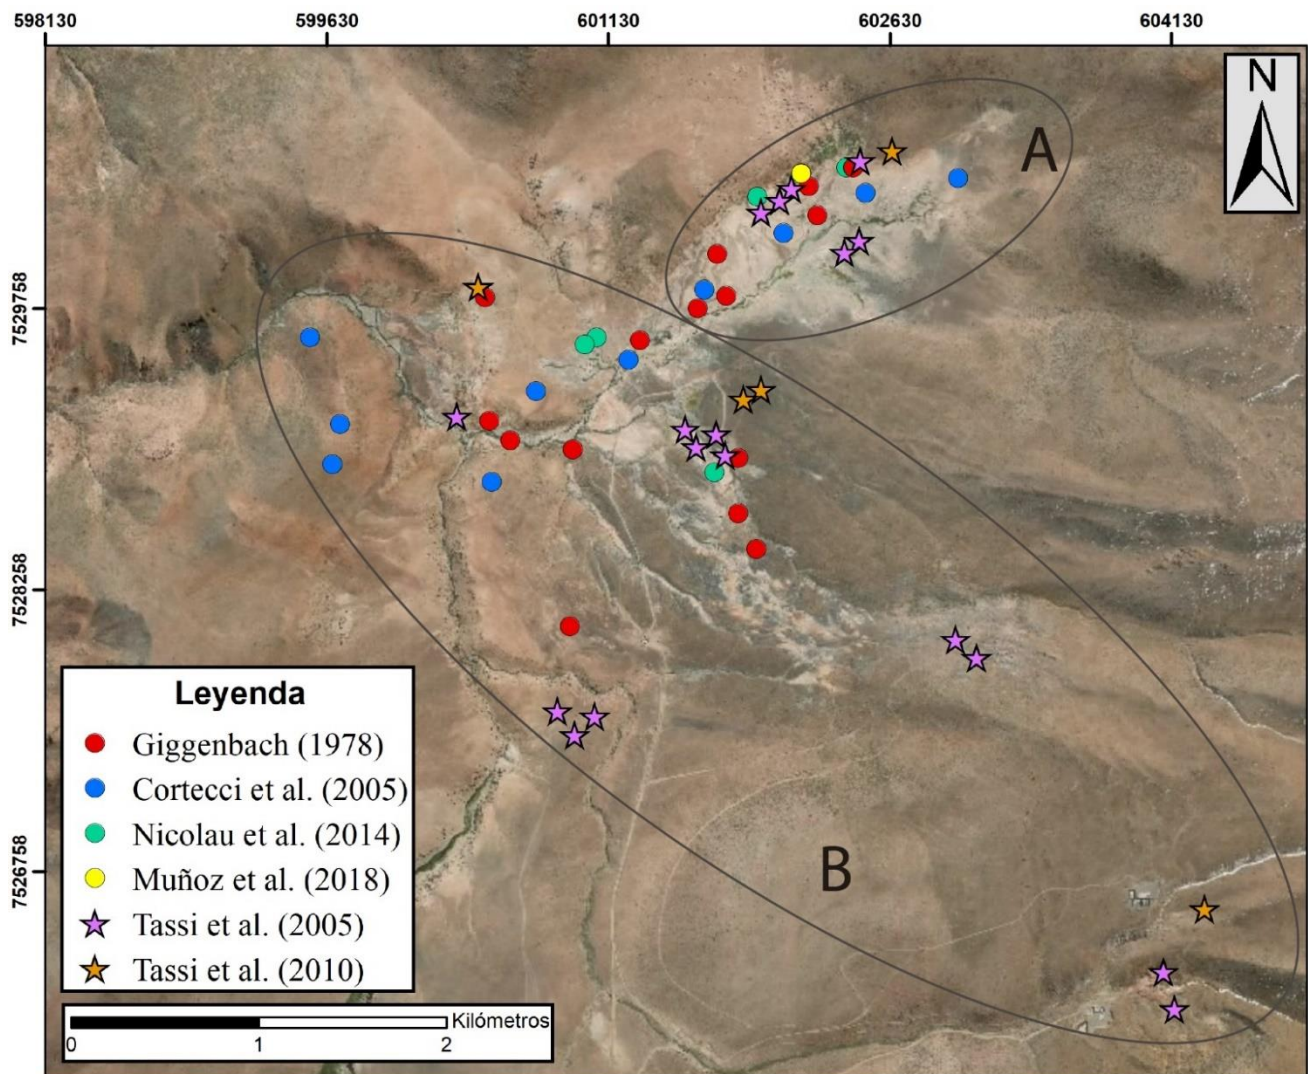 598130 599630 601130 602630 604130
N
A
7529758
7528258
Leyenda
Giggenbach (1978)
Cortecci et al. (2005)
Nicolau et al. (2014)
Muñoz et al. (2018)
Tassi et al. (2005)
Tassi et al. (2010)
B
7526758
Kilómetros
0 1 2